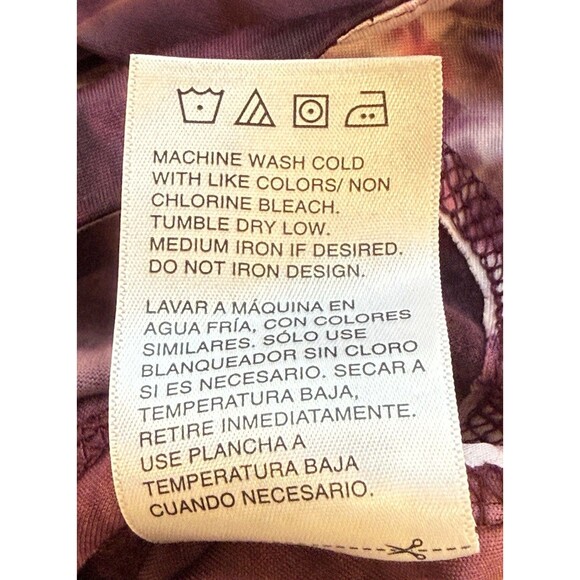 MACHINE WASH COLD
WITH LIKE COLORS/ NON
CHLORINE BLEACH.
TUMBLE DRY LOW.
MEDIUM IRON IF DESIRED.
DO NOT IRON DESIGN.
LAVAR A MÁQUINA EN
AGUA FRÍA, CON COLORES
SIMILARES. SÓLO USE
BLANQUEADOR SIN CLORO
SI ES NECESARIO. SECAR A
TEMPERATURA BAJA,
RETIRE INMEDIATAMENTE.
USE PLANCHA A
TEMPERATURA BAJA
CUANDO NECESARIO.